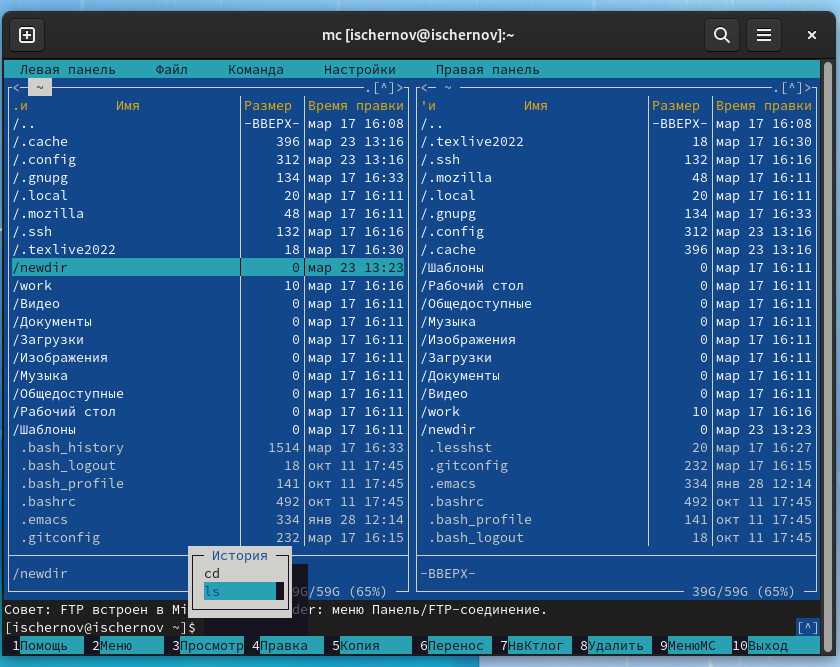 mc [ischernov@ischernov]:~
Левая панель Файл Команда Настройки Правая панель
<- ~ .[^]> <- ~ .[^]>
.и Имя Размер Время правки 'и Имя Размер Время правки
/.. -ВВЕРХ- мар 17 16:08 /.. -ВВЕРХ- мар 17 16:08
/.cache 396 мар 23 13:16 /.texlive2022 18 мар 17 16:30
/.config 312 мар 23 13:16 /.ssh 132 мар 17 16:16
/.gnupg 134 мар 17 16:33 /.mozilla 48 мар 17 16:11
/.local 20 мар 17 16:11 /.local 20 мар 17 16:11
/.mozilla 48 мар 17 16:11 /.gnupg 134 мар 17 16:33
/.ssh 132 мар 17 16:16 /.config 312 мар 23 13:16
/.texlive2022 18 мар 17 16:30 /.cache 396 мар 23 13:16
/newdir 0 мар 23 13:23 /Шаблоны 0 мар 17 16:11
/work 10 мар 17 16:16 /Рабочий стол 0 мар 17 16:11
/Видео 0 мар 17 16:11 /Общедоступные 0 мар 17 16:11
/Документы 0 мар 17 16:11 /Музыка 0 мар 17 16:11
/Загрузки 0 мар 17 16:11 /Изображения 0 мар 17 16:11
/Изображения 0 мар 17 16:11 /Загрузки 0 мар 17 16:11
/Музыка 0 мар 17 16:11 /Документы 0 мар 17 16:11
/Общедоступные 0 мар 17 16:11 /Видео 0 мар 17 16:11
/Рабочий стол 0 мар 17 16:11 /work 10 мар 17 16:16
/Шаблоны 0 мар 17 16:11 /newdir 0 мар 23 13:23
.bash_history 1514 мар 17 16:33 .lesshst 20 мар 17 16:27
.bash_logout 18 окт 11 17:45 .gitconfig 232 мар 17 16:15
.bash_profile 141 окт 11 17:45 .emacs 334 янв 28 12:14
.bashrc 492 окт 11 17:45 .bashrc 492 окт 11 17:45
.emacs 334 янв 28 12:14 .bash_profile 141 окт 11 17:45
.gitconfig 232 мар 17 16:15 .bash_logout 18 окт 11 17:45
История
/newdir cd -ВВЕРХ-
ls 9G/59G (65%) 39G/59G (65%)
Совет: FTP встроен в Mi der: меню Панель/FTP-соединение.
[ischernov@ischernov ~]$ [^]
1Помощь 2Меню 3Просмотр 4Правка 5Копия 6Перенос 7НвКтлог 8Удалить 9МенюMC 10Выход